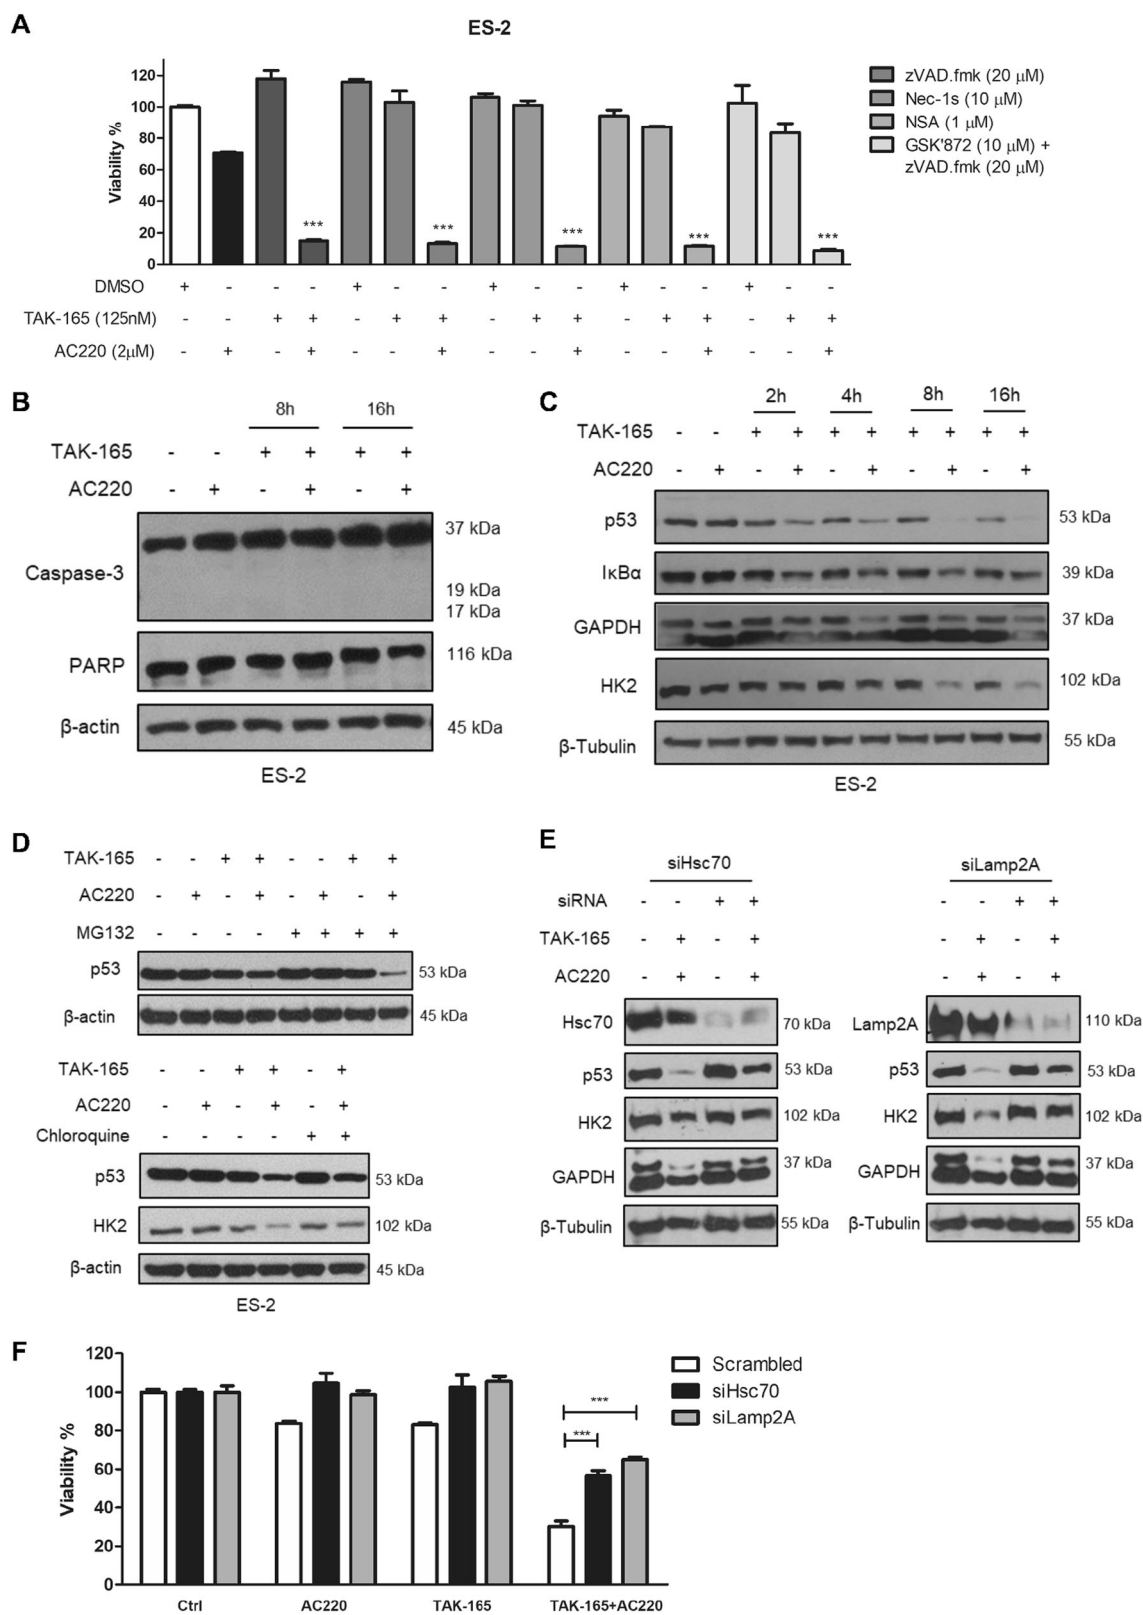 A
ES-2
Viability %
120
100
80
60
40
20
0
*** *** *** *** ***
zVAD.fmk (20 μM)
Nec-1s (10 μM)
NSA (1 μM)
GSK'872 (10 μM) +
zVAD.fmk (20 μM)
DMSO + - - - + - - + - - + - - + - -
TAK-165 (125nM) - - + + - + + - + + - + + - + +
AC220 (2μM) - + - + - - + - - + - - + - - +
B
8h 16h
TAK-165 - - + + + +
AC220 - + - + - +
Caspase-3
37 kDa
19 kDa
17 kDa
PARP 116 kDa
β-actin 45 kDa
ES-2
C
2h 4h 8h 16h
TAK-165 - - + + + + + + + +
AC220 - + - + - + - + - +
p53 53 kDa
IκBα 39 kDa
GAPDH 37 kDa
HK2 102 kDa
β-Tubulin 55 kDa
ES-2
D
TAK-165 - - + + - - + +
AC220 - + - + - + - +
MG132 - - - - + + + +
p53 53 kDa
β-actin 45 kDa
TAK-165 - - + + - +
AC220 - + - + - +
Chloroquine - - - - + +
p53 53 kDa
HK2 102 kDa
β-actin 45 kDa
ES-2
E
siHsc70 siLamp2A
siRNA - - + + - - + +
TAK-165 - + - + - + - +
AC220 - + - + - + - +
Hsc70 70 kDa
p53 53 kDa
HK2 102 kDa
GAPDH 37 kDa
β-Tubulin 55 kDa
Lamp2A 110 kDa
p53 53 kDa
HK2 102 kDa
GAPDH 37 kDa
β-Tubulin 55 kDa
F
Viability %
120
100
80
60
40
20
0
Ctrl AC220 TAK-165 TAK-165+AC220
***
***
Scrambled
siHsc70
siLamp2A